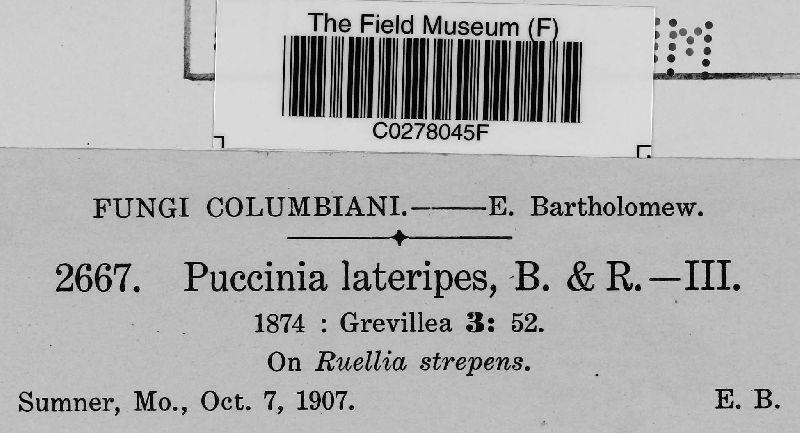 The Field Museum (F)
C0278045F
FUNGI COLUMBIANI.——E. Bartholomew.
2667. Puccinia lateripes, B. & R.—III.
1874 : Grevillea 3: 52.
On Ruellia strepens.
Sumner, Mo., Oct. 7, 1907. E. B.